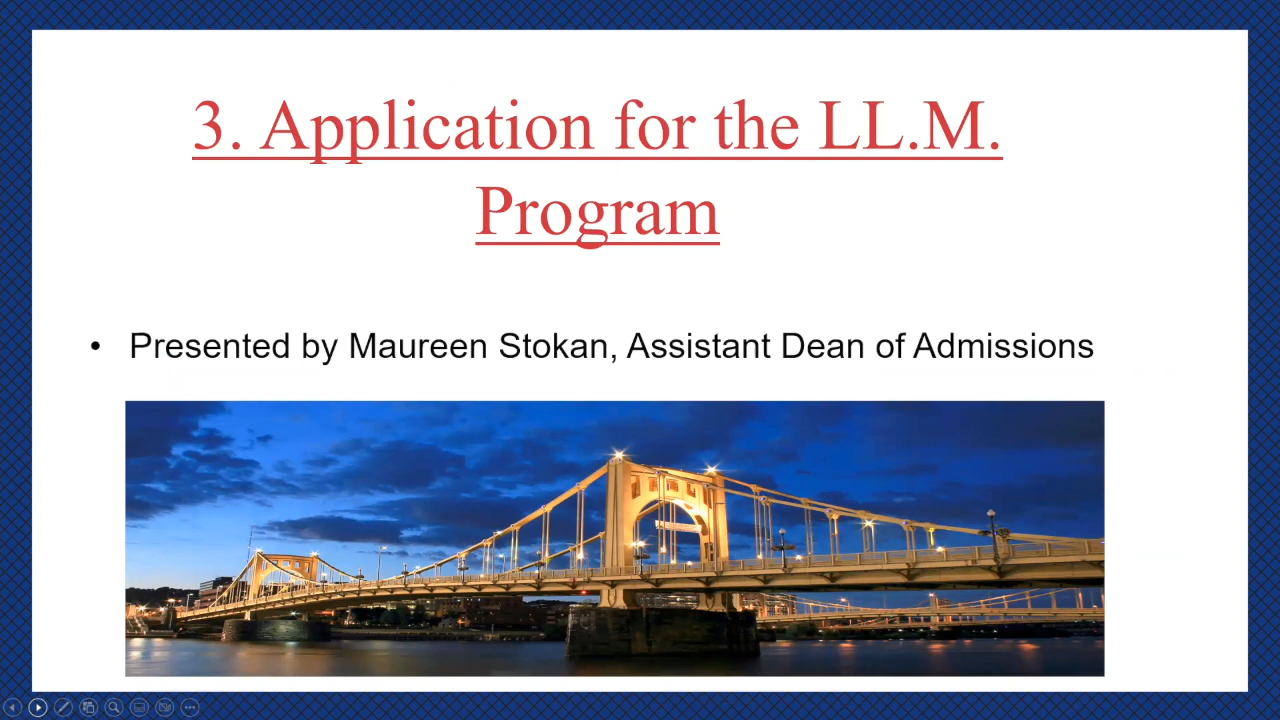 3. Application for the LL.M.
Program
• Presented by Maureen Stokan, Assistant Dean of Admissions